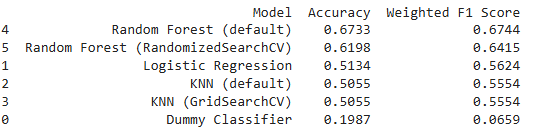 Model Accuracy Weighted F1 Score
4 Random Forest (default) 0.6733 0.6744
5 Random Forest (RandomizedSearchCV) 0.6198 0.6415
1 Logistic Regression 0.5134 0.5624
2 KNN (default) 0.5055 0.5554
3 KNN (GridSearchCV) 0.5055 0.5554
0 Dummy Classifier 0.1987 0.0659